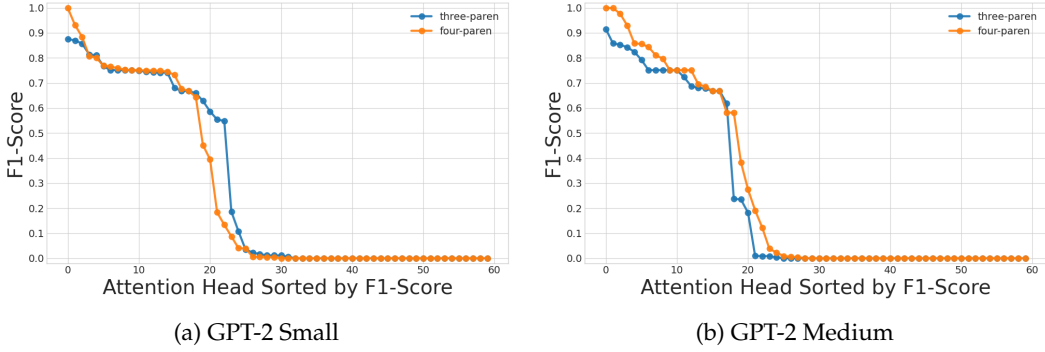 1.0
0.9
0.8
0.7
0.6
0.5
0.4
0.3
0.2
0.1
0.0
F1-Score
three-paren
four-paren
0 10 20 30 40 50 60
Attention Head Sorted by F1-Score
(a) GPT-2 Small
1.0
0.9
0.8
0.7
0.6
0.5
0.4
0.3
0.2
0.1
0.0
F1-Score
three-paren
four-paren
0 10 20 30 40 50 60
Attention Head Sorted by F1-Score
(b) GPT-2 Medium